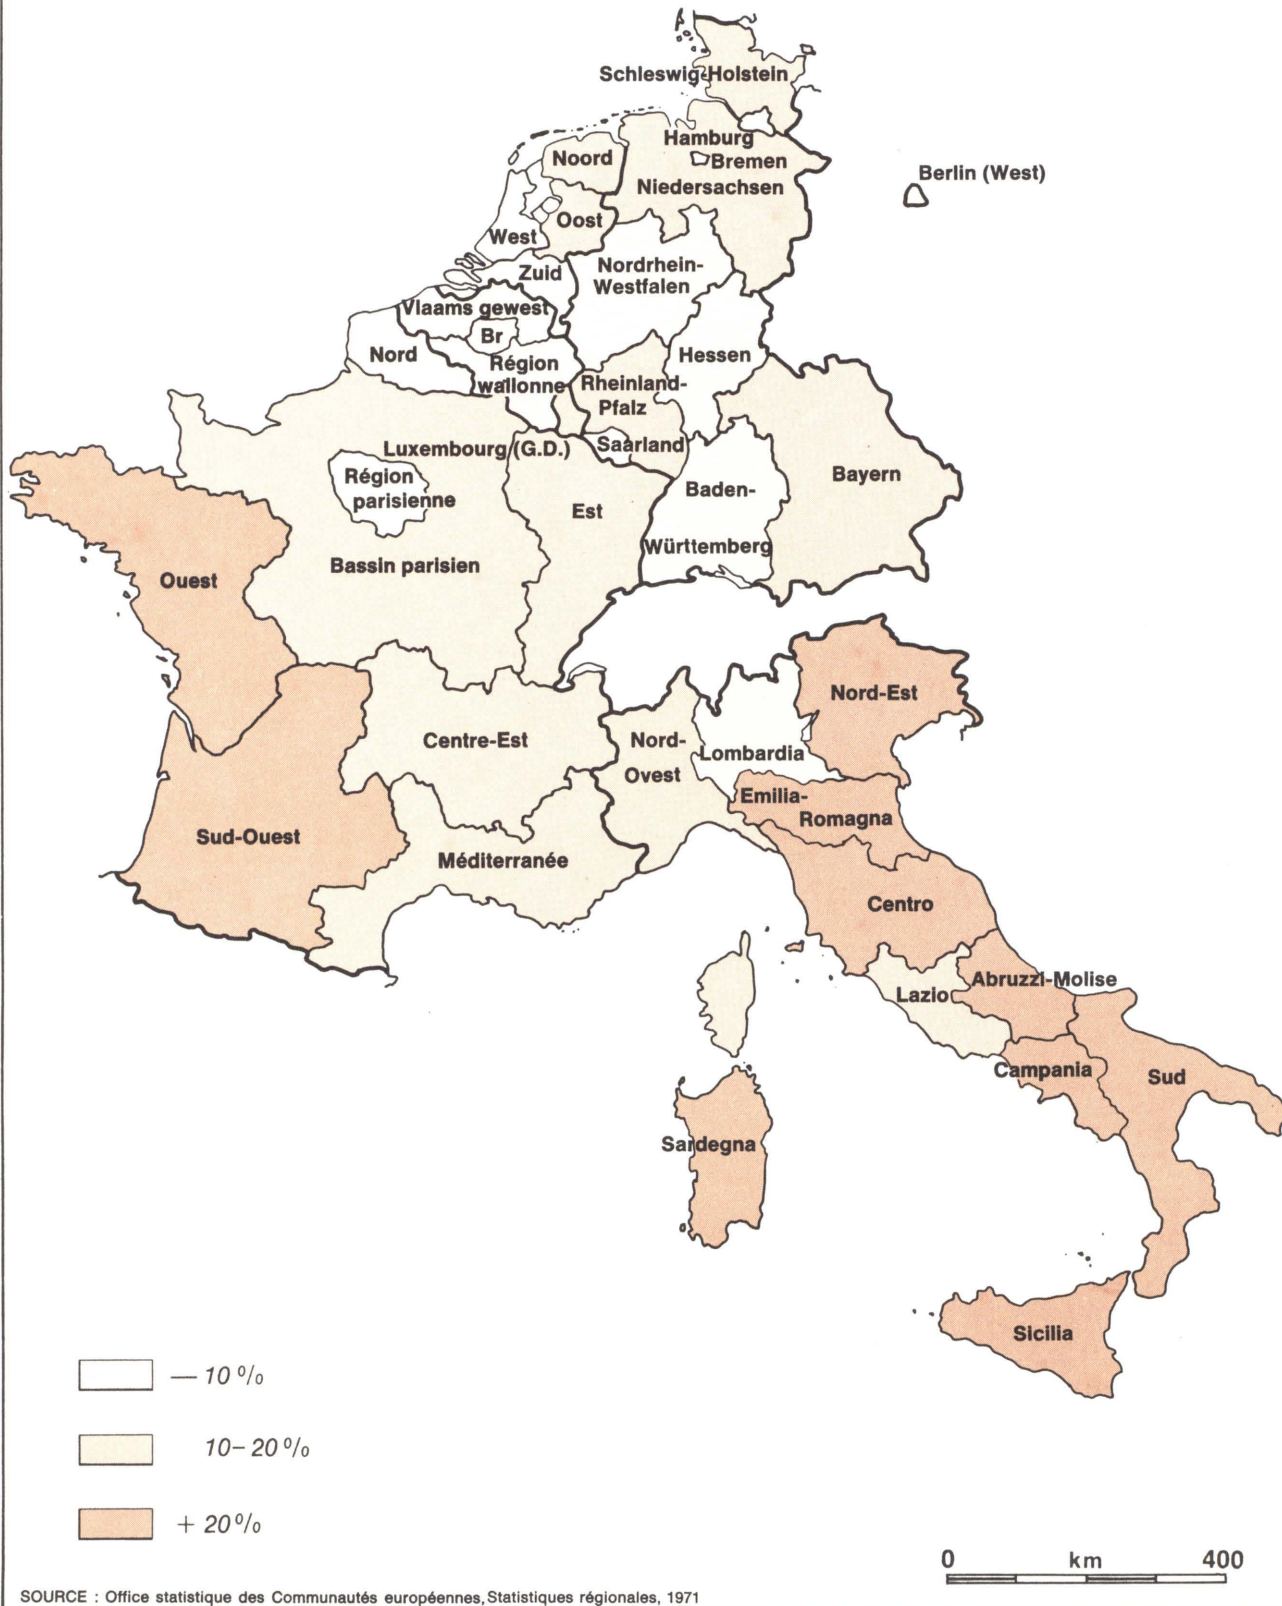 Schleswig-Holstein
Hamburg
Bremen
Niedersachsen
Berlin (West)
Noord
Oost
West
Zuid
Nordrhein-
Westfalen
Vlaams gewest
Br
Nord
Région
wallonne
Hessen
Rheinland-
Pfalz
Luxembourg (G.D.)
Saarland
Région
parisienne
Baden-
Württemberg
Bayern
Est
Bassin parisien
Ouest
Nord-Est
Centre-Est
Nord-
Ovest
Lombardia
Emilia-
Romagna
Sud-Ouest
Méditerranée
Centro
Lazio
Abruzzi-Molise
Campania
Sud
Sardegna
Sicilia
— 10 %
10–20 %
+ 20 %
0 km 400
SOURCE : Office statistique des Communautés européennes, Statistiques régionales, 1971